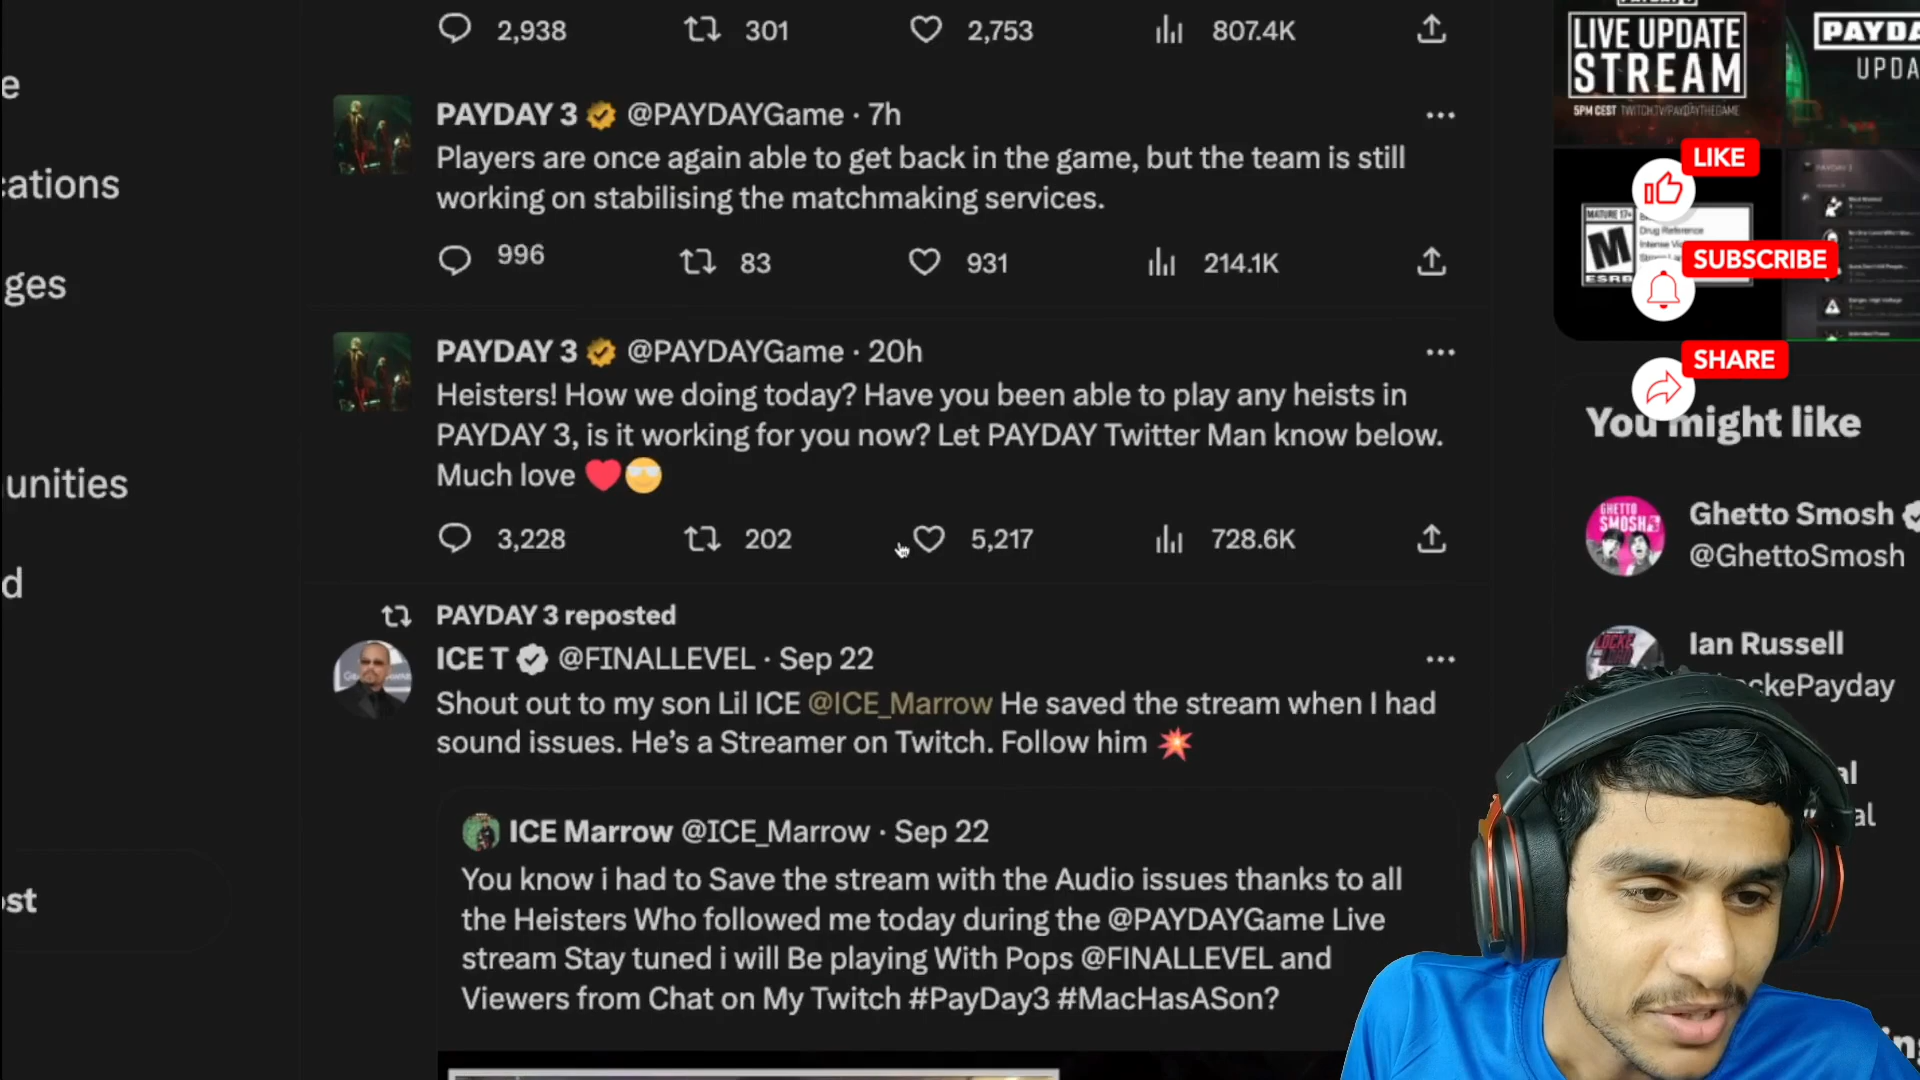 2,938 301 2,753 807.4K
PAYDAY 3 @PAYDAYGame · 7h
Players are once again able to get back in the game, but the team is still
working on stabilising the matchmaking services.
996 83 931 214.1K
PAYDAY 3 @PAYDAYGame · 20h
Heisters! How we doing today? Have you been able to play any heists in
PAYDAY 3, is it working for you now? Let PAYDAY Twitter Man know below.
Much love ❤️😎
3,228 202 5,217 728.6K
PAYDAY 3 reposted
ICE T @FINALLEVEL · Sep 22
Shout out to my son Lil ICE @ICE_Marrow He saved the stream when I had
sound issues. He’s a Streamer on Twitch. Follow him 💥
ICE Marrow @ICE_Marrow · Sep 22
You know i had to Save the stream with the Audio issues thanks to all
the Heisters Who followed me today during the @PAYDAYGame Live
stream Stay tuned i will Be playing With Pops @FINALLEVEL and
Viewers from Chat on My Twitch #PayDay3 #MacHasASon?
e
cations
ges
unities
d
st
LIVE UPDATE
STREAM
5PM CEST TWITCH.TV/PAYDAYTHEGAME
PAYDA
UPDA
MATURE 17+
M
ESRB
Drug Reference
LIKE
SUBSCRIBE
SHARE
You might like
GHETTO
SMOSH
Ghetto Smosh
@GhettoSmosh
Ian Russell
ckePayday
al
al